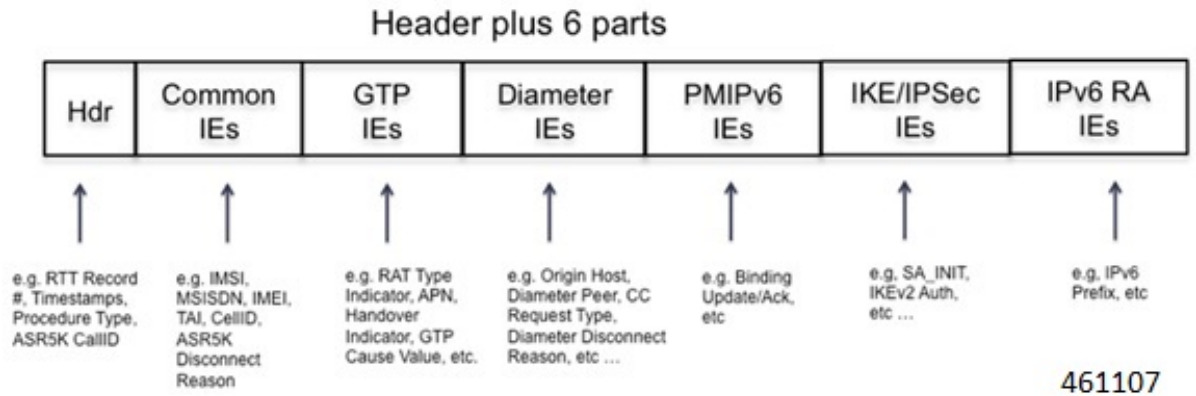 Header plus 6 parts
Hdr
Common
IEs
GTP
IEs
Diameter
IEs
PMIPv6
IEs
IKE/IPSec
IEs
IPv6 RA
IEs
e.g. RTT Record
#, Timestamps,
Procedure Type,
ASR5K CallID
e.g. IMSI,
MSISDN, IMEI,
TAI, CellID,
ASR5K
Disconnect
Reason
e.g. RAT Type
Indicator, APN,
Handover
Indicator, GTP
Cause Value, etc.
e.g. Origin Host,
Diameter Peer, CC
Request Type,
Diameter Disconnect
Reason, etc ...
e.g. Binding
Update/Ack,
etc
e.g, SA_INIT,
IKEv2 Auth,
etc ...
e.g, IPv6
Prefix, etc
461107